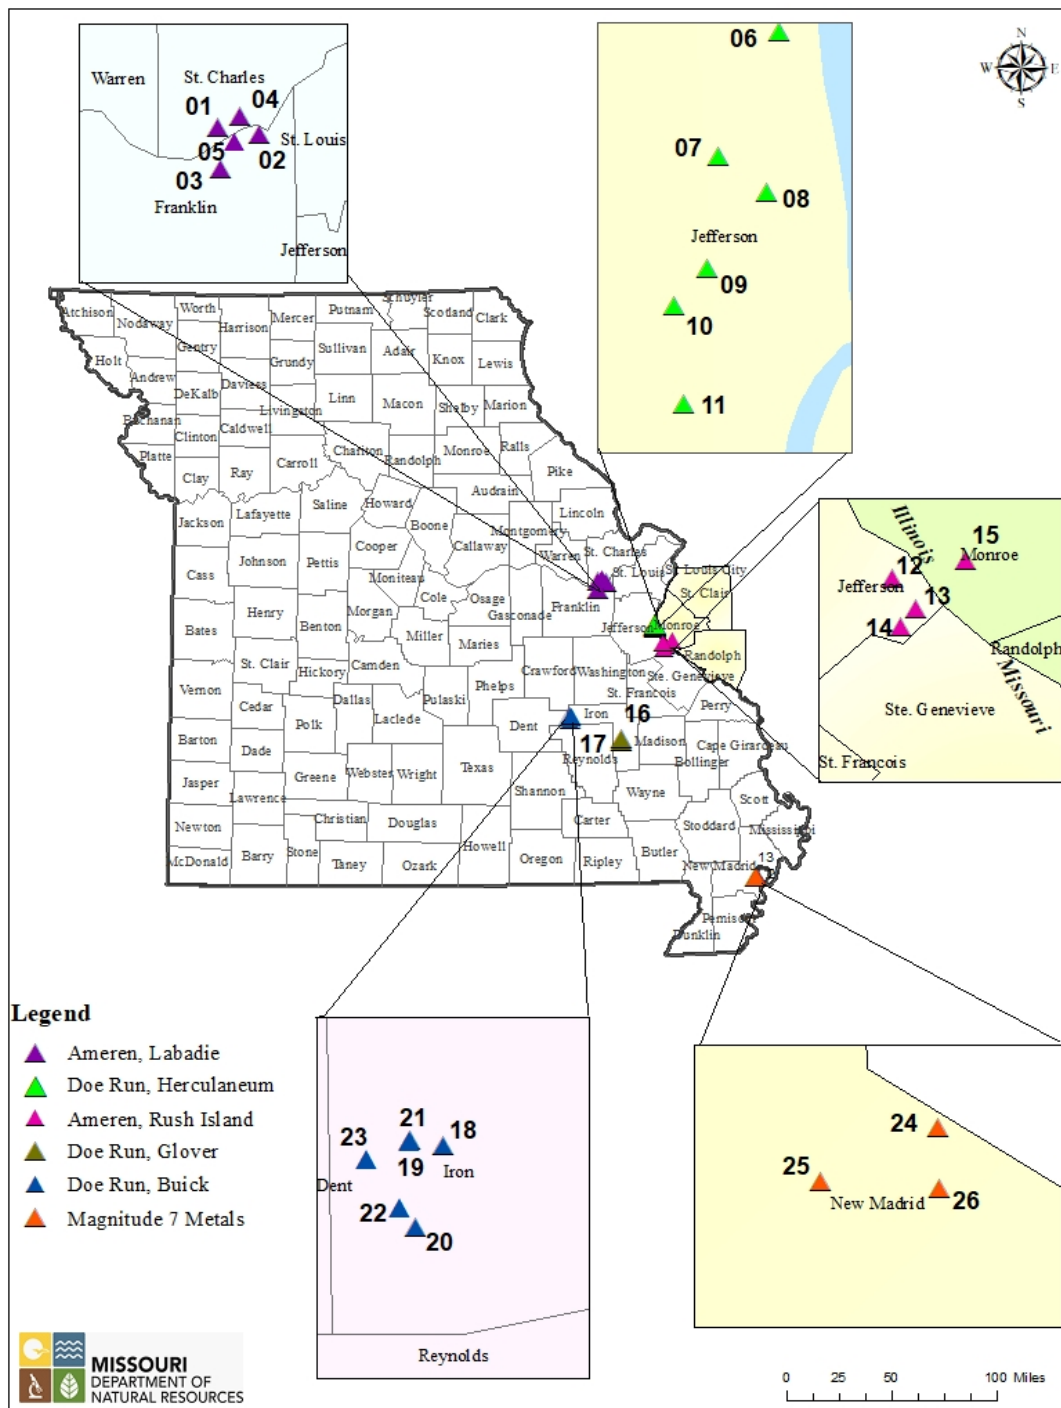 Warren
St. Charles
01
04
05
02
St. Louis
03
Franklin
Jefferson
06
07
08
Jefferson
09
10
11
N
W
E
S
Atchison
Nodaway
Worth
Harrison
Mercer
Putnam
Schuyler
Scotland
Clark
Holt
Andrew
Gentry
Grundy
Sullivan
Adair
Knox
Lewis
DeKalb
Daviess
Livingston
Linn
Macon
Shelby
Marion
Buchanan
Clinton
Caldwell
Platte
Clay
Ray
Carroll
Chariton
Randolph
Monroe
Ralls
Pike
Audrain
Jackson
Lafayette
Saline
Howard
Boone
Callaway
Montgomery
Lincoln
Warren
St. Charles
Cass
Johnson
Pettis
Cooper
Moniteau
Cole
Osage
Gasconade
Franklin
St. Louis
St. Louis City
St. Clair
Bates
Henry
Benton
Morgan
Miller
Maries
Jefferson
Monroe
Randolph
St. Clair
Hickory
Camden
Crawford
Washington
Ste. Genevieve
Vernon
Cedar
Polk
Dallas
Laclede
Pulaski
Phelps
Dent
St. Francois
Iron
16
Perry
Barton
Dade
17
Reynolds
Madison
Bollinger
Cape Girardeau
Jasper
Greene
Webster
Wright
Texas
Shannon
Wayne
Scott
Lawrence
Newton
Christian
Douglas
Carter
Stoddard
Mississippi
McDonald
Barry
Stone
Taney
Ozark
Howell
Oregon
Ripley
Butler
New Madrid
13
Pemiscot
Dunklin
Illinois
15
Monroe
12
Jefferson
13
14
Randolph
Missouri
Ste. Genevieve
St. Francois
Legend
Ameren, Labadie
Doe Run, Herculaneum
Ameren, Rush Island
Doe Run, Glover
Doe Run, Buick
Magnitude 7 Metals
21
18
23
19
Iron
Dent
22
20
Reynolds
24
25
New Madrid
26
MISSOURI
DEPARTMENT OF
NATURAL RESOURCES
0 25 50 100 Miles